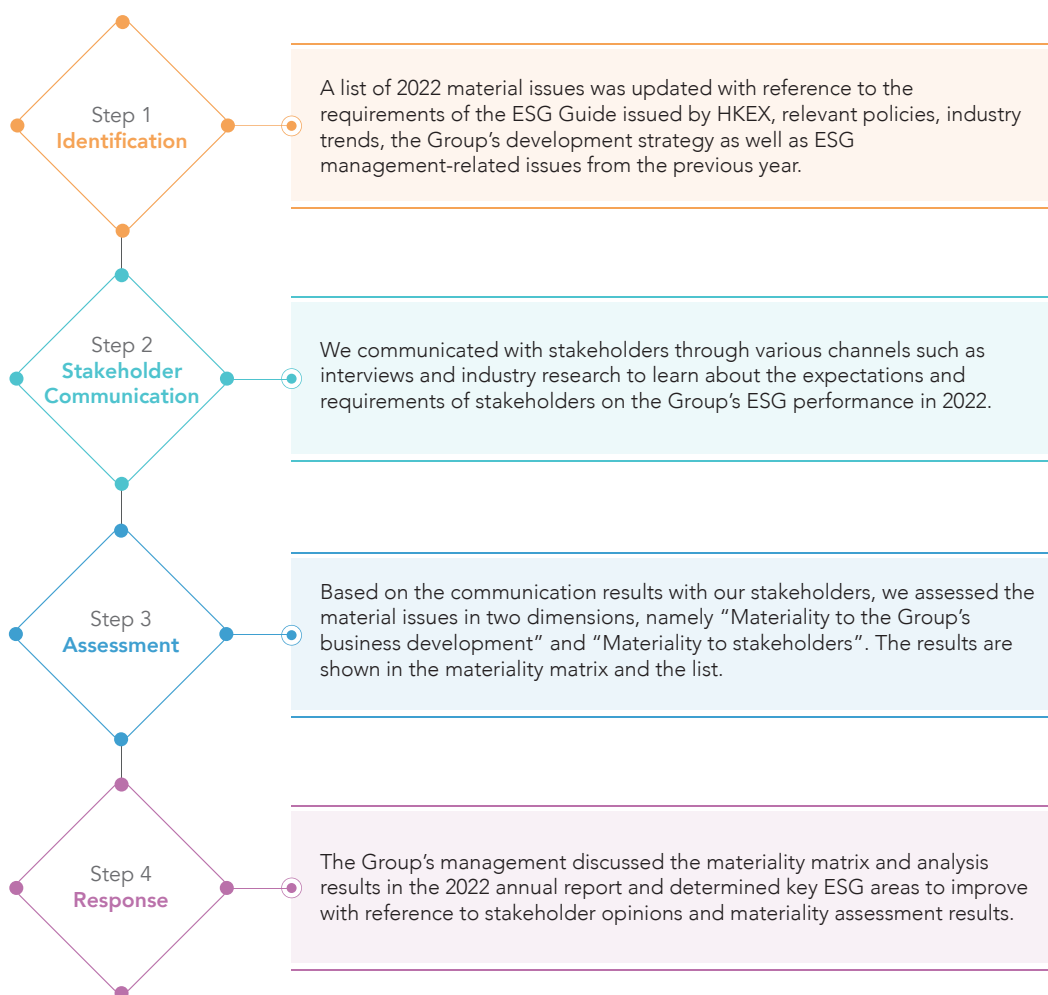 Step 1
Identification
A list of 2022 material issues was updated with reference to the
requirements of the ESG Guide issued by HKEX, relevant policies, industry
trends, the Group’s development strategy as well as ESG
management-related issues from the previous year.
Step 2
Stakeholder
Communication
We communicated with stakeholders through various channels such as
interviews and industry research to learn about the expectations and
requirements of stakeholders on the Group’s ESG performance in 2022.
Step 3
Assessment
Based on the communication results with our stakeholders, we assessed the
material issues in two dimensions, namely “Materiality to the Group’s
business development” and “Materiality to stakeholders”. The results are
shown in the materiality matrix and the list.
Step 4
Response
The Group’s management discussed the materiality matrix and analysis
results in the 2022 annual report and determined key ESG areas to improve
with reference to stakeholder opinions and materiality assessment results.